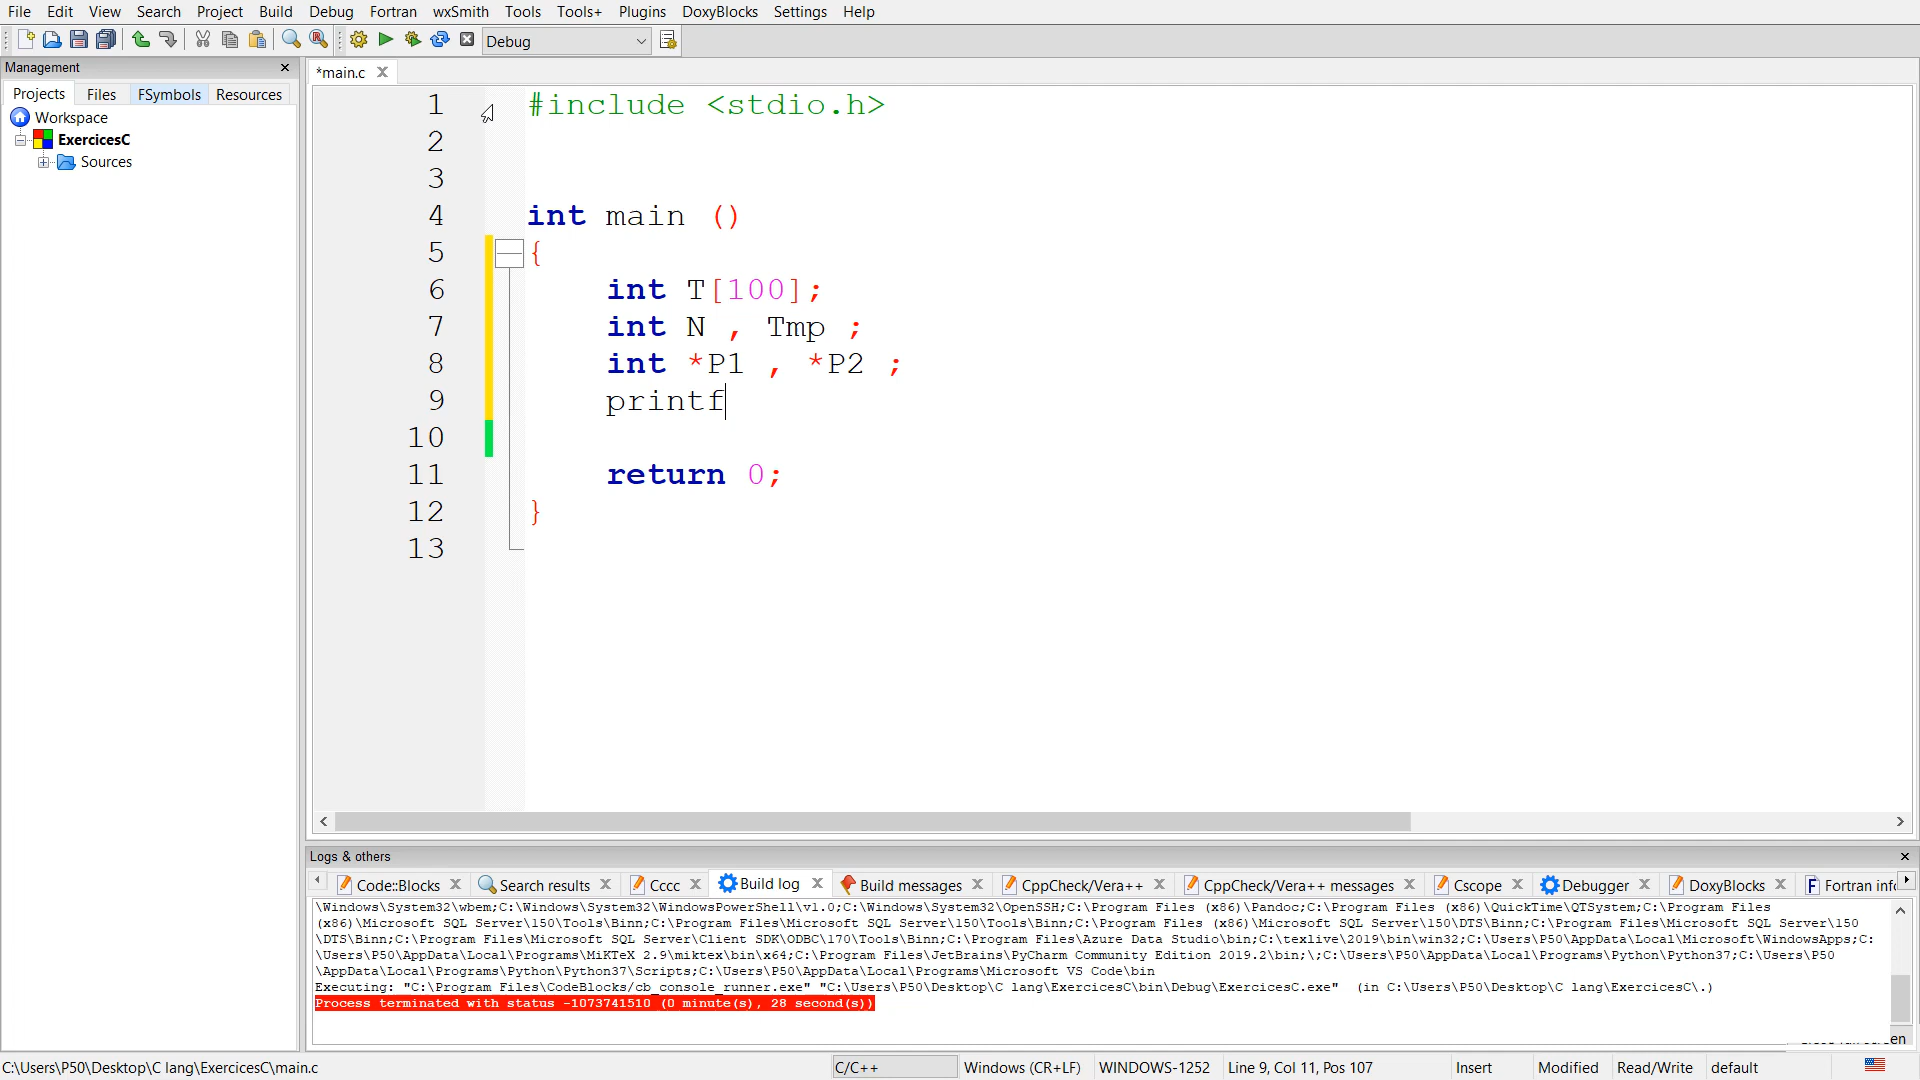 File Edit View Search Project Build Debug Fortran wxSmith Tools Tools+ Plugins DoxyBlocks Settings Help
Debug
Management
*main.c
Projects Files FSymbols Resources
Workspace
ExercicesC
Sources
1 #include <stdio.h>
2
3
4 int main ()
5 {
6 int T[100];
7 int N , Tmp ;
8 int *P1 , *P2 ;
9 printf
10
11 return 0;
12 }
13
Logs & others
Code::Blocks Search results Cccc Build log Build messages CppCheck/Vera++ CppCheck/Vera++ messages Cscope Debugger DoxyBlocks Fortran info
\Windows\System32\wbem;C:\Windows\System32\WindowsPowerShell\v1.0;C:\Windows\System32\OpenSSH;C:\Program Files (x86)\Pandoc;C:\Program Files (x86)\QuickTime\QTSystem;C:\Program Files
(x86)\Microsoft SQL Server\150\Tools\Binn;C:\Program Files\Microsoft SQL Server\150\Tools\Binn;C:\Program Files (x86)\Microsoft SQL Server\150\DTS\Binn;C:\Program Files\Microsoft SQL Server\150
\DTS\Binn;C:\Program Files\Microsoft SQL Server\Client SDK\ODBC\170\Tools\Binn;C:\Program Files\Azure Data Studio\bin;C:\texlive\2019\bin\win32;C:\Users\P50\AppData\Local\Microsoft\WindowsApps;C:
\Users\P50\AppData\Local\Programs\MiKTeX 2.9\miktex\bin\x64;C:\Program Files\JetBrains\PyCharm Community Edition 2019.2\bin;\;C:\Users\P50\AppData\Local\Programs\Python\Python37;C:\Users\P50
\AppData\Local\Programs\Python\Python37\Scripts;C:\Users\P50\AppData\Local\Programs\Microsoft VS Code\bin
Executing: "C:\Program Files\CodeBlocks/cb_console_runner.exe" "C:\Users\P50\Desktop\C lang\ExercicesC\bin\Debug\ExercicesC.exe" (in C:\Users\P50\Desktop\C lang\ExercicesC\.)
Process terminated with status -1073741510 (0 minute(s), 28 second(s))
C:\Users\P50\Desktop\C lang\ExercicesC\main.c C/C++ Windows (CR+LF) WINDOWS-1252 Line 9, Col 11, Pos 107 Insert Modified Read/Write default